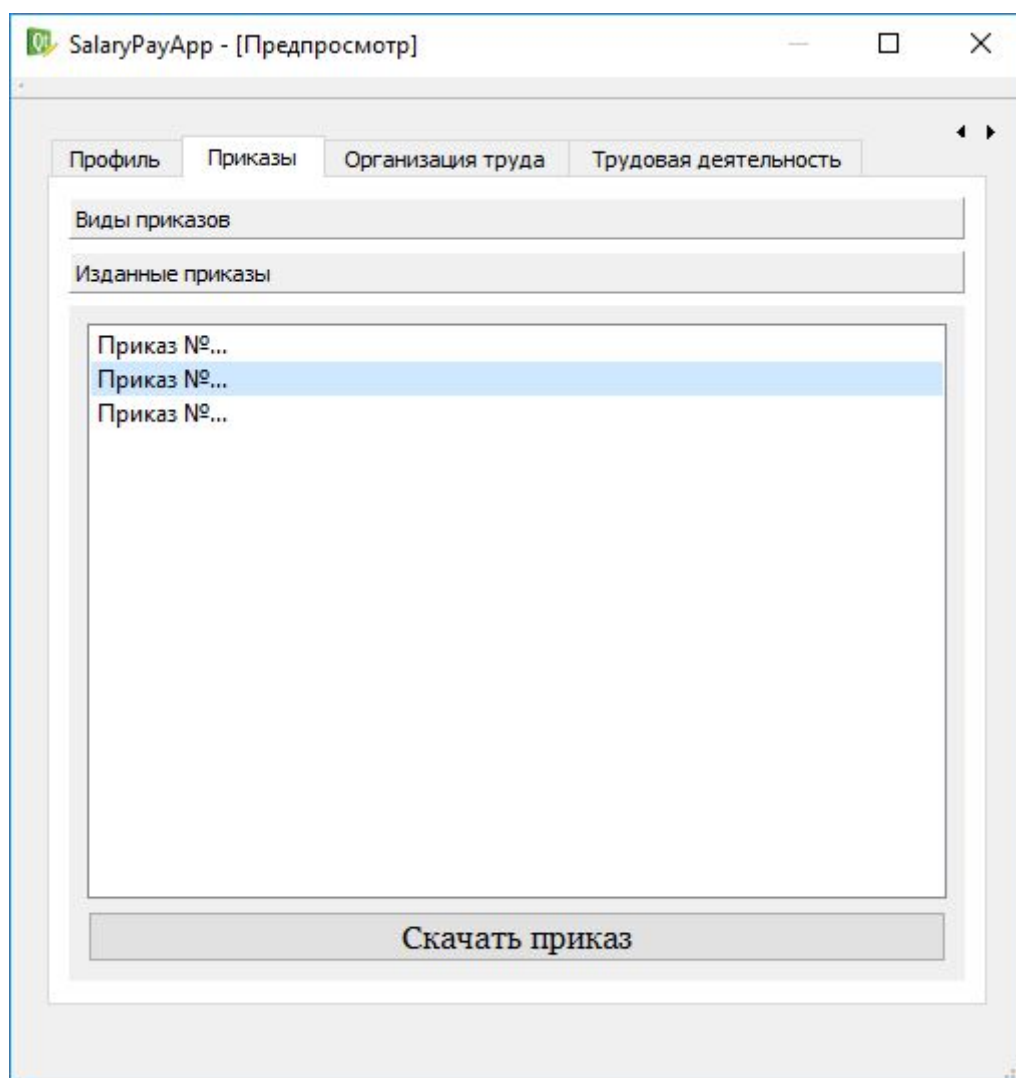 SalaryPayApp - [Предпросмотр]
Профиль Приказы Организация труда Трудовая деятельность
Виды приказов
Изданные приказы
Приказ №...
Приказ №...
Приказ №...
Скачать приказ